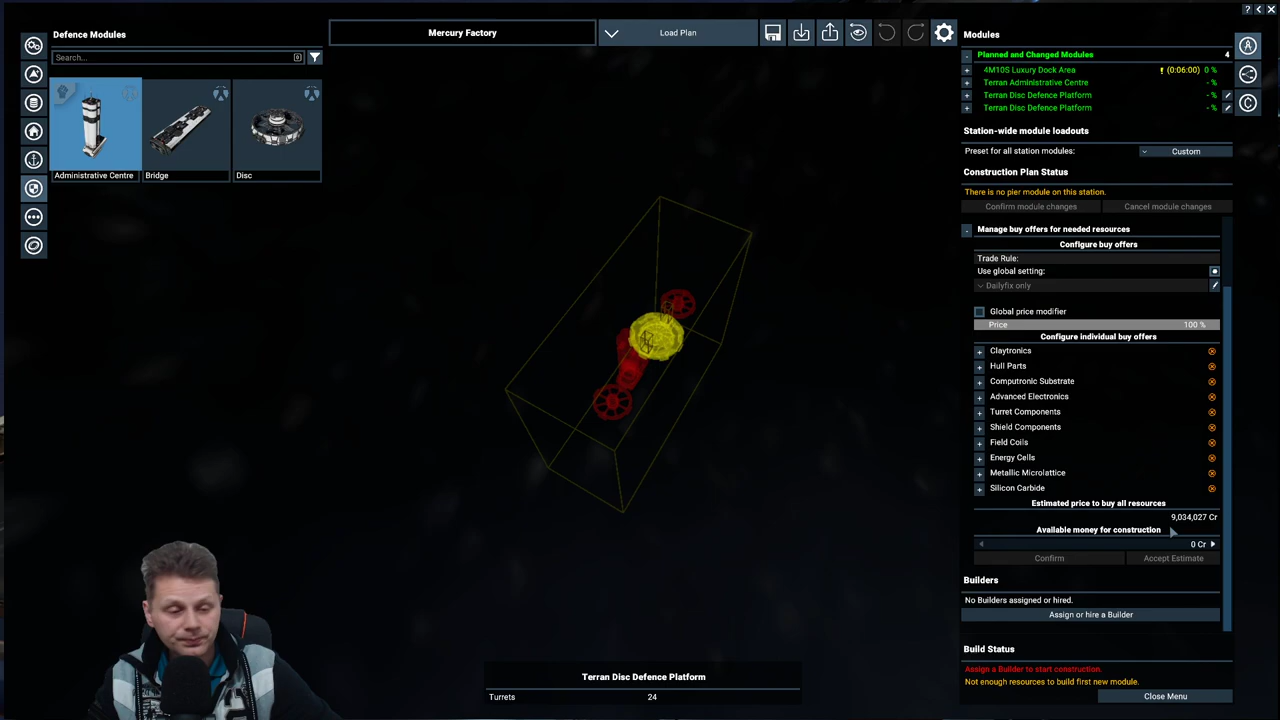 Defence Modules
Search...
Administrative Centre
Bridge
Disc
Mercury Factory
Load Plan
Modules
Planned and Changed Modules 4
4M10S Luxury Dock Area ! (0:06:00) 0 %
Terran Administrative Centre - %
Terran Disc Defence Platform - %
Terran Disc Defence Platform - %
Station-wide module loadouts
Preset for all station modules: Custom
Construction Plan Status
There is no pier module on this station.
Confirm module changes Cancel module changes
Manage buy offers for needed resources
Configure buy offers
Trade Rule:
Use global setting:
Dailyfix only
Global price modifier
Price 100 %
Configure individual buy offers
Claytronics
Hull Parts
Computronic Substrate
Advanced Electronics
Turret Components
Shield Components
Field Coils
Energy Cells
Metallic Microlattice
Silicon Carbide
Estimated price to buy all resources
9,034,027 Cr
Available money for construction
0 Cr
Confirm Accept Estimate
Builders
No Builders assigned or hired.
Assign or hire a Builder
Build Status
Assign a Builder to start construction.
Not enough resources to build first new module.
Close Menu
Terran Disc Defence Platform
Turrets 24